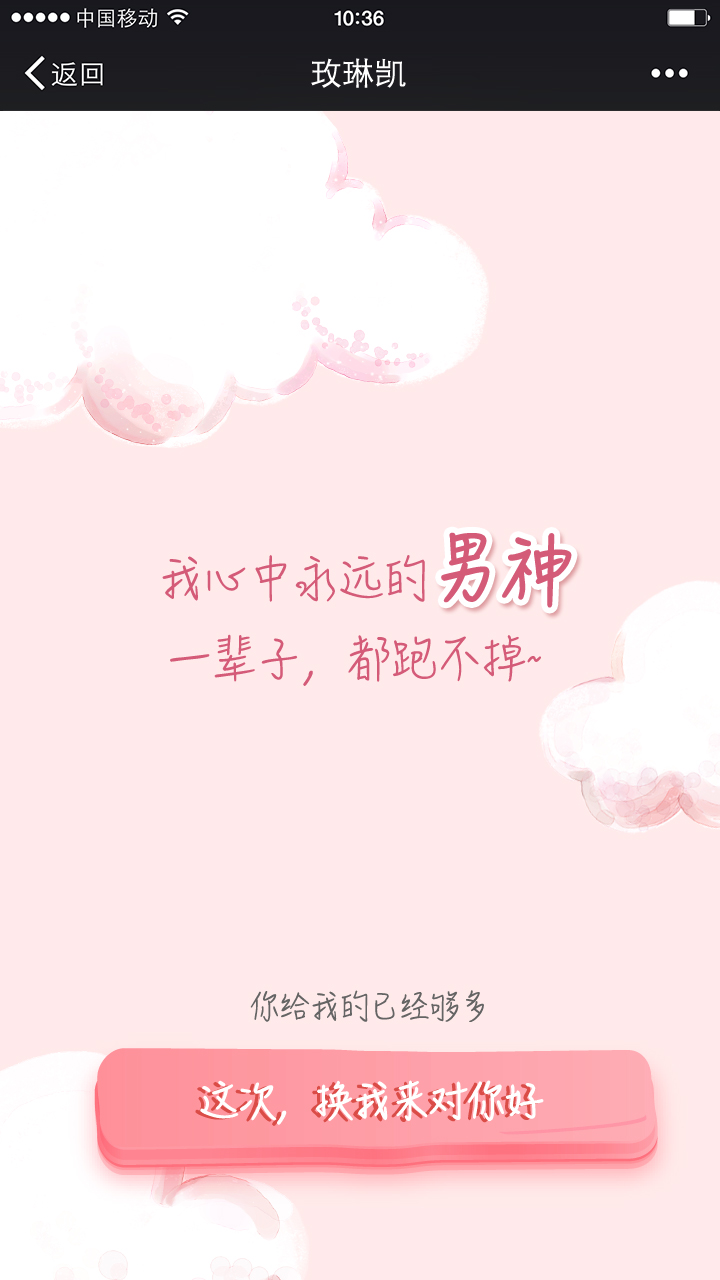 中国移动 10:36
返回 玫琳凯
我心中永远的男神
一辈子，都跑不掉~
你给我的已经够多
这次，换我来对你好